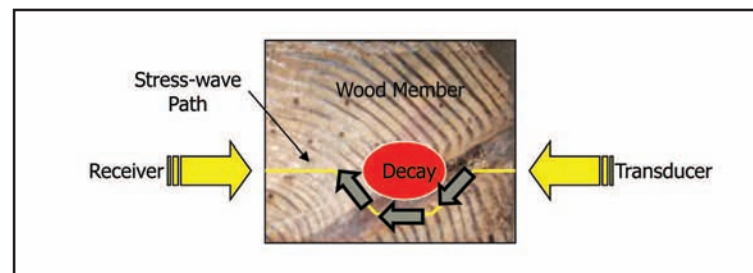 Stress-wave
Path
Wood Member
Receiver
Decay
Transducer